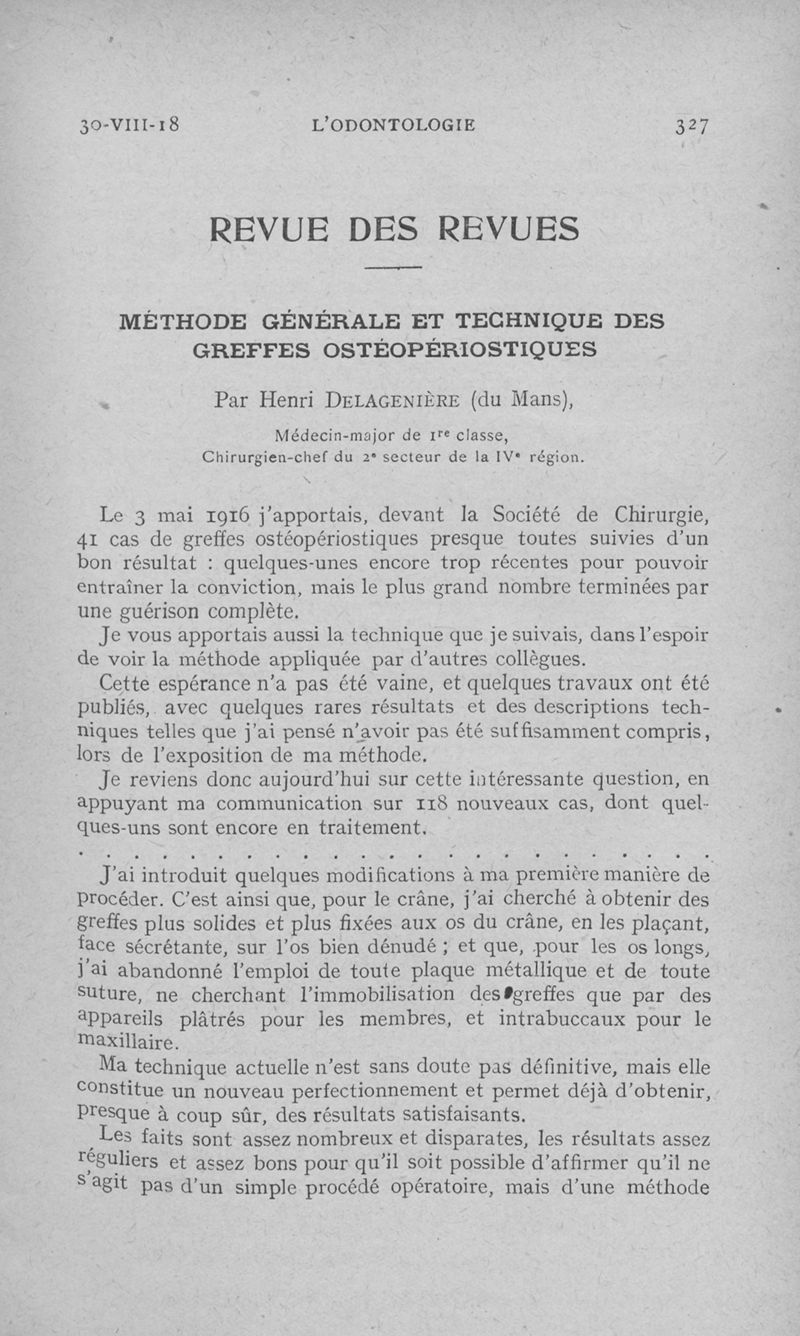 30-VIII-18 L'ODONTOLOGIE 327
REVUE DES REVUES
MÉTHODE GÉNÉRALE ET TECHNIQUE DES
GREFFES OSTÉOPÉRIOSTIQUES
Par Henri DELAGENIÈRE (du Mans),
Médecin-major de 1re classe,
Chirurgien-chef du 2e secteur de la IVe région.
Le 3 mai 1916 j'apportais, devant la Société de Chirurgie,
41 cas de greffes ostéopériostiques presque toutes suivies d'un
bon résultat : quelques-unes encore trop récentes pour pouvoir
entraîner la conviction, mais le plus grand nombre terminées par
une guérison complète.
Je vous apportais aussi la technique que je suivais, dans l'espoir
de voir la méthode appliquée par d'autres collègues.
Cette espérance n'a pas été vaine, et quelques travaux ont été
publiés, avec quelques rares résultats et des descriptions tech-
niques telles que j'ai pensé n'avoir pas été suffisamment compris,
lors de l'exposition de ma méthode.
Je reviens donc aujourd'hui sur cette intéressante question, en
appuyant ma communication sur 118 nouveaux cas, dont quel-
ques-uns sont encore en traitement.
. . . . . . . . . . . . . . . . . . . . . . .
J'ai introduit quelques modifications à ma première manière de
procéder. C'est ainsi que, pour le crâne, j'ai cherché à obtenir des
greffes plus solides et plus fixées aux os du crâne, en les plaçant,
face sécrétante, sur l'os bien dénudé ; et que, pour les os longs,
j'ai abandonné l'emploi de toute plaque métallique et de toute
suture, ne cherchant l'immobilisation des greffes que par des
appareils plâtrés pour les membres, et intrabuccaux pour le
maxillaire.
Ma technique actuelle n'est sans doute pas définitive, mais elle
constitue un nouveau perfectionnement et permet déjà d'obtenir,
presque à coup sûr, des résultats satisfaisants.
Les faits sont assez nombreux et disparates, les résultats assez
réguliers et assez bons pour qu'il soit possible d'affirmer qu'il ne
s'agit pas d'un simple procédé opératoire, mais d'une méthode